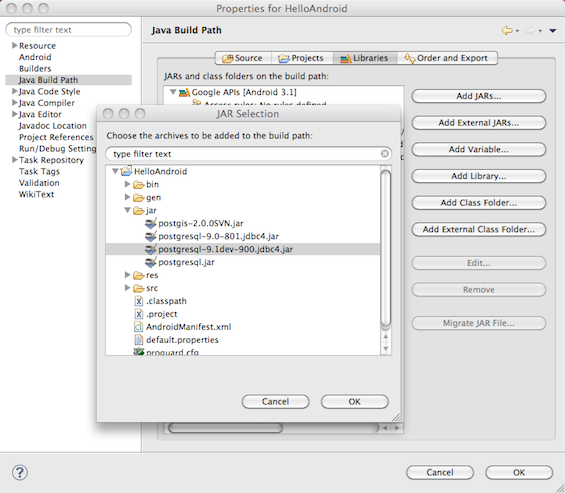 Properties for HelloAndroid
type filter text
Java Build Path
Resource
Android
Builders
Java Build Path
Java Code Style
Java Compiler
Java Editor
Javadoc Location
Project References
Run/Debug Setting
Task Repository
Task Tags
Validation
WikiText
Source
Projects
Libraries
Order and Export
JARs and class folders on the build path:
Google APIs [Android 3.1]
Access rules: No rules defined
Add JARs...
Add External JARs...
Add Variable...
Add Library...
Add Class Folder...
Add External Class Folder...
Edit...
Remove
Migrate JAR File...
JAR Selection
Choose the archives to be added to the build path:
type filter text
HelloAndroid
bin
gen
jar
postgis-2.0.0SVN.jar
postgresql-9.0-801.jdbc4.jar
postgresql-9.1dev-900.jdbc4.jar
postgresql.jar
res
src
.classpath
.project
AndroidManifest.xml
default.properties
proguard.cfg
Cancel
OK
?
Cancel
OK